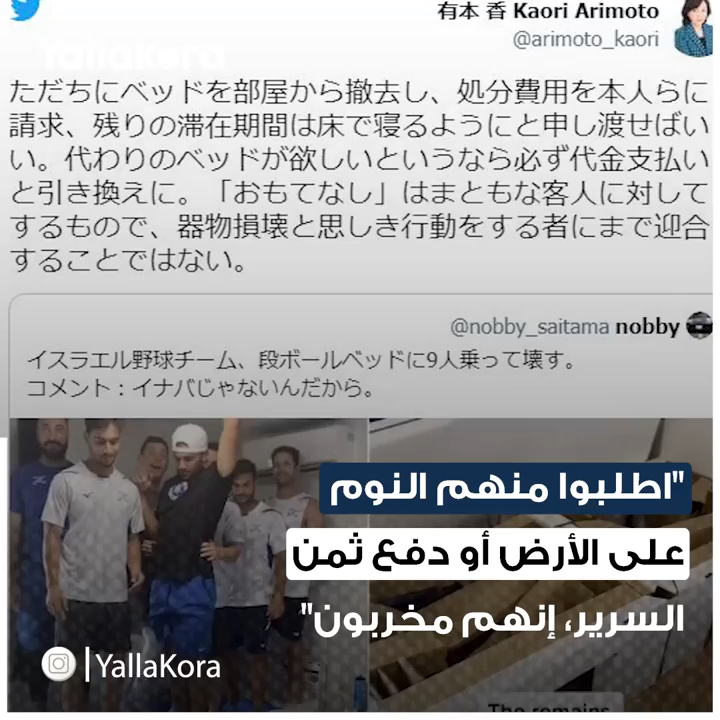 有本 香 Kaori Arimoto
@arimoto_kaori
YallaKora
ただちにベッドを部屋から撤去し、処分費用を本人らに
請求、残りの滞在期間は床で寝るようにと申し渡せばい
い。代わりのベッドが欲しいというなら必ず代金支払い
と引き換えに。「おもてなし」はまともな客人に対して
するもので、器物損壊と思しき行動をする者にまで迎合
することではない。
@nobby_saitama nobby
イスラエル野球チーム、段ボールベッドに9人乗って壊す。
コメント：イナバじゃないんだから。
"اطلبوا منهم النوم
على الأرض أو دفع ثمن
السرير، إنهم مخربون"
|YallaKora
The remains